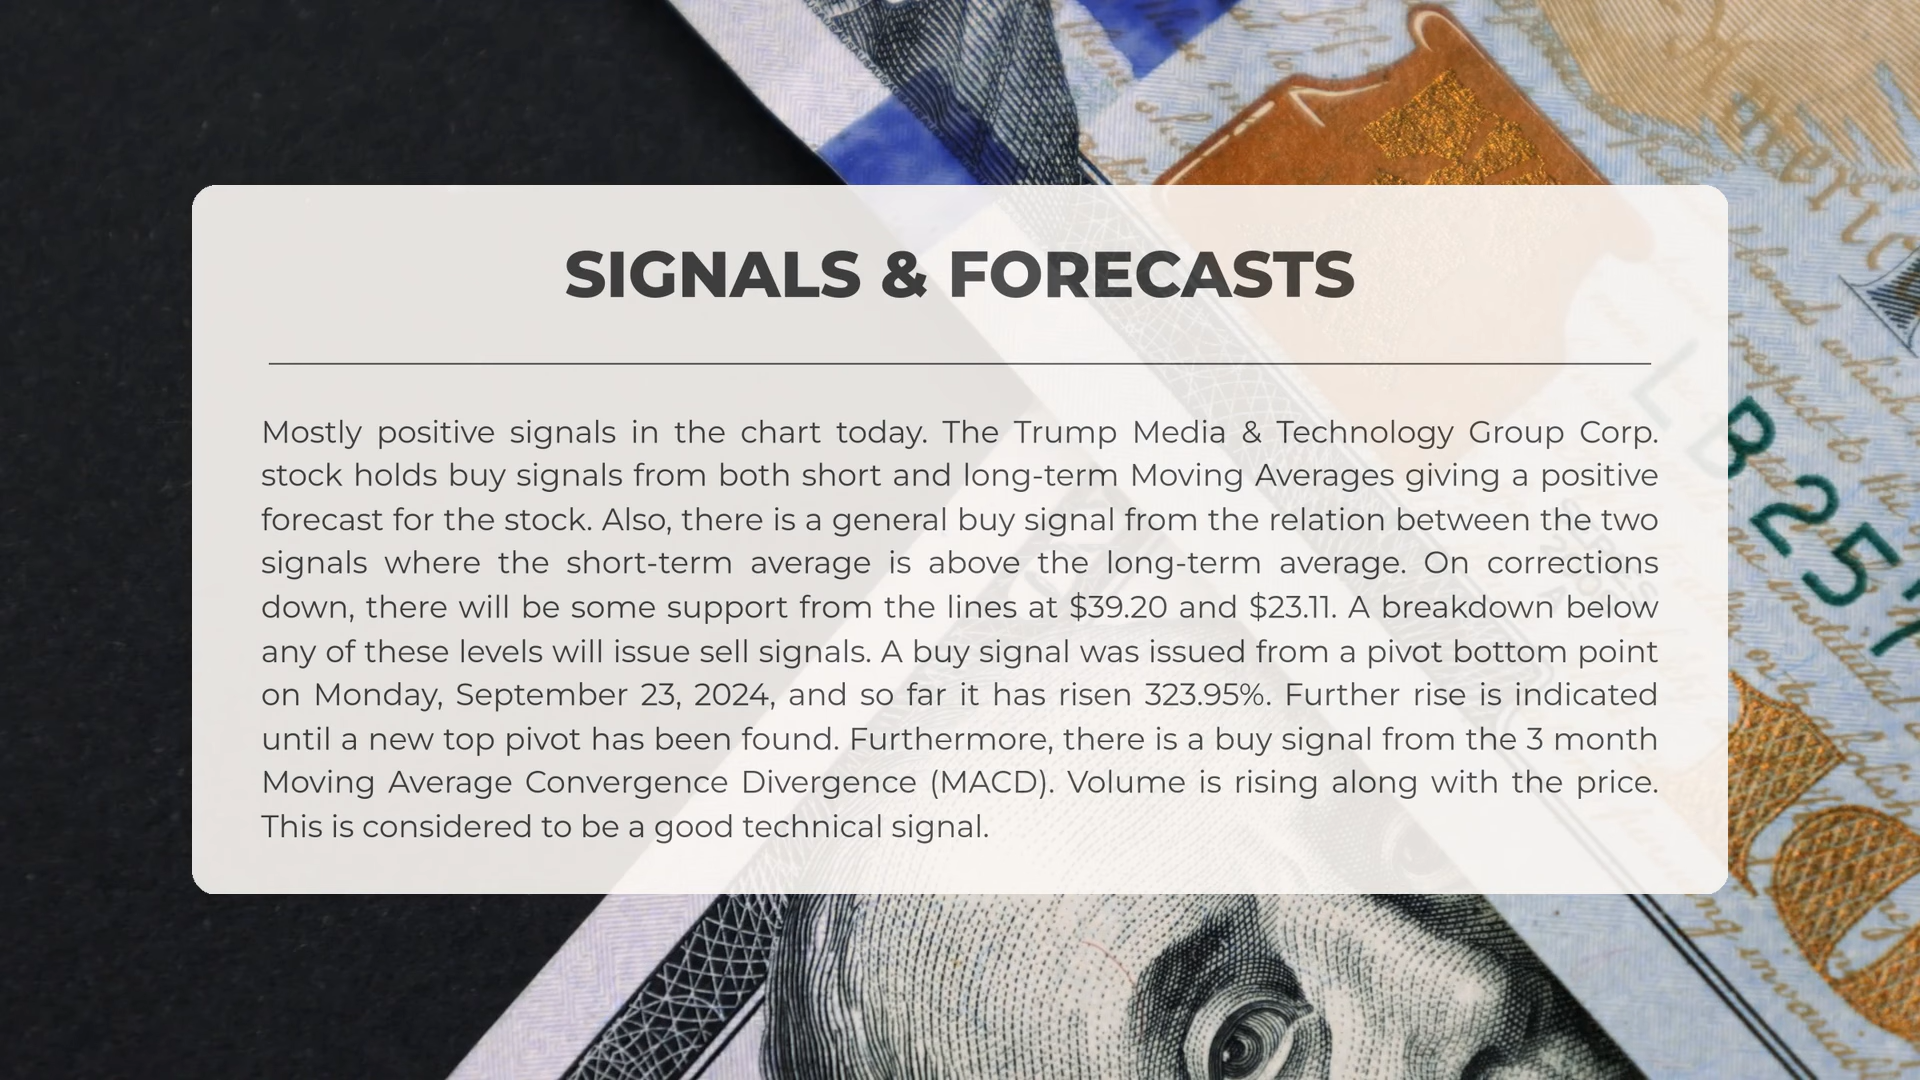 SIGNALS & FORECASTS
Mostly positive signals in the chart today. The Trump Media & Technology Group Corp.
stock holds buy signals from both short and long-term Moving Averages giving a positive
forecast for the stock. Also, there is a general buy signal from the relation between the two
signals where the short-term average is above the long-term average. On corrections
down, there will be some support from the lines at $39.20 and $23.11. A breakdown below
any of these levels will issue sell signals. A buy signal was issued from a pivot bottom point
on Monday, September 23, 2024, and so far it has risen 323.95%. Further rise is indicated
until a new top pivot has been found. Furthermore, there is a buy signal from the 3 month
Moving Average Convergence Divergence (MACD). Volume is rising along with the price.
This is considered to be a good technical signal.